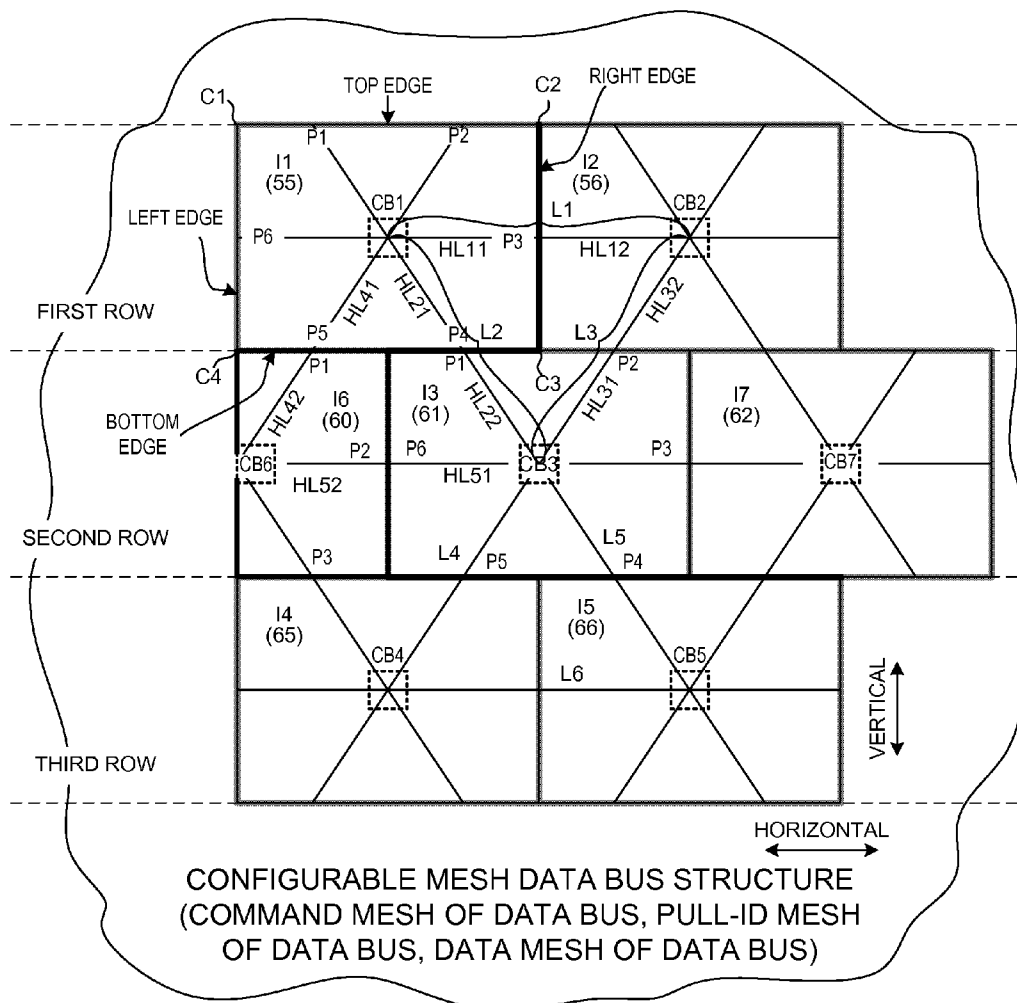 C1
TOP EDGE
C2
RIGHT EDGE
P1
P2
I1
(55)
I2
(56)
CB1
CB2
LEFT EDGE
L1
P6
HL11
P3
HL12
HL41
HL21
HL32
FIRST ROW
P5
P4
L2
L3
C4
P1
P1
C3
P2
BOTTOM
EDGE
HL42
I6
(60)
I3
(61)
HL22
HL31
I7
(62)
CB6
P2
P6
CB3
P3
CB7
HL52
HL51
SECOND ROW
P3
L4
P5
L5
P4
I4
(65)
I5
(66)
CB4
CB5
L6
VERTICAL
THIRD ROW
HORIZONTAL
CONFIGURABLE MESH DATA BUS STRUCTURE
(COMMAND MESH OF DATA BUS, PULL-ID MESH
OF DATA BUS, DATA MESH OF DATA BUS)